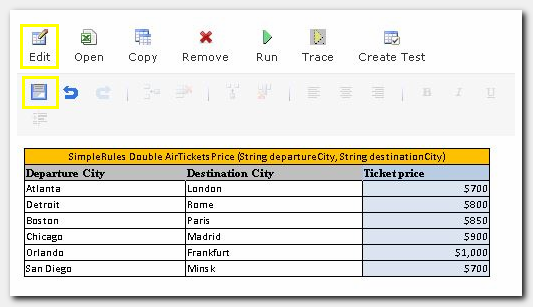 Edit Open Copy Remove Run Trace Create Test
B I U
SimpleRules Double AirTicketsPrice (String departureCity, String destinationCity)
Departure City Destination City Ticket price
Atlanta London $700
Detroit Rome $800
Boston Paris $850
Chicago Madrid $900
Orlando Frankfurt $1,000
San Diego Minsk $700